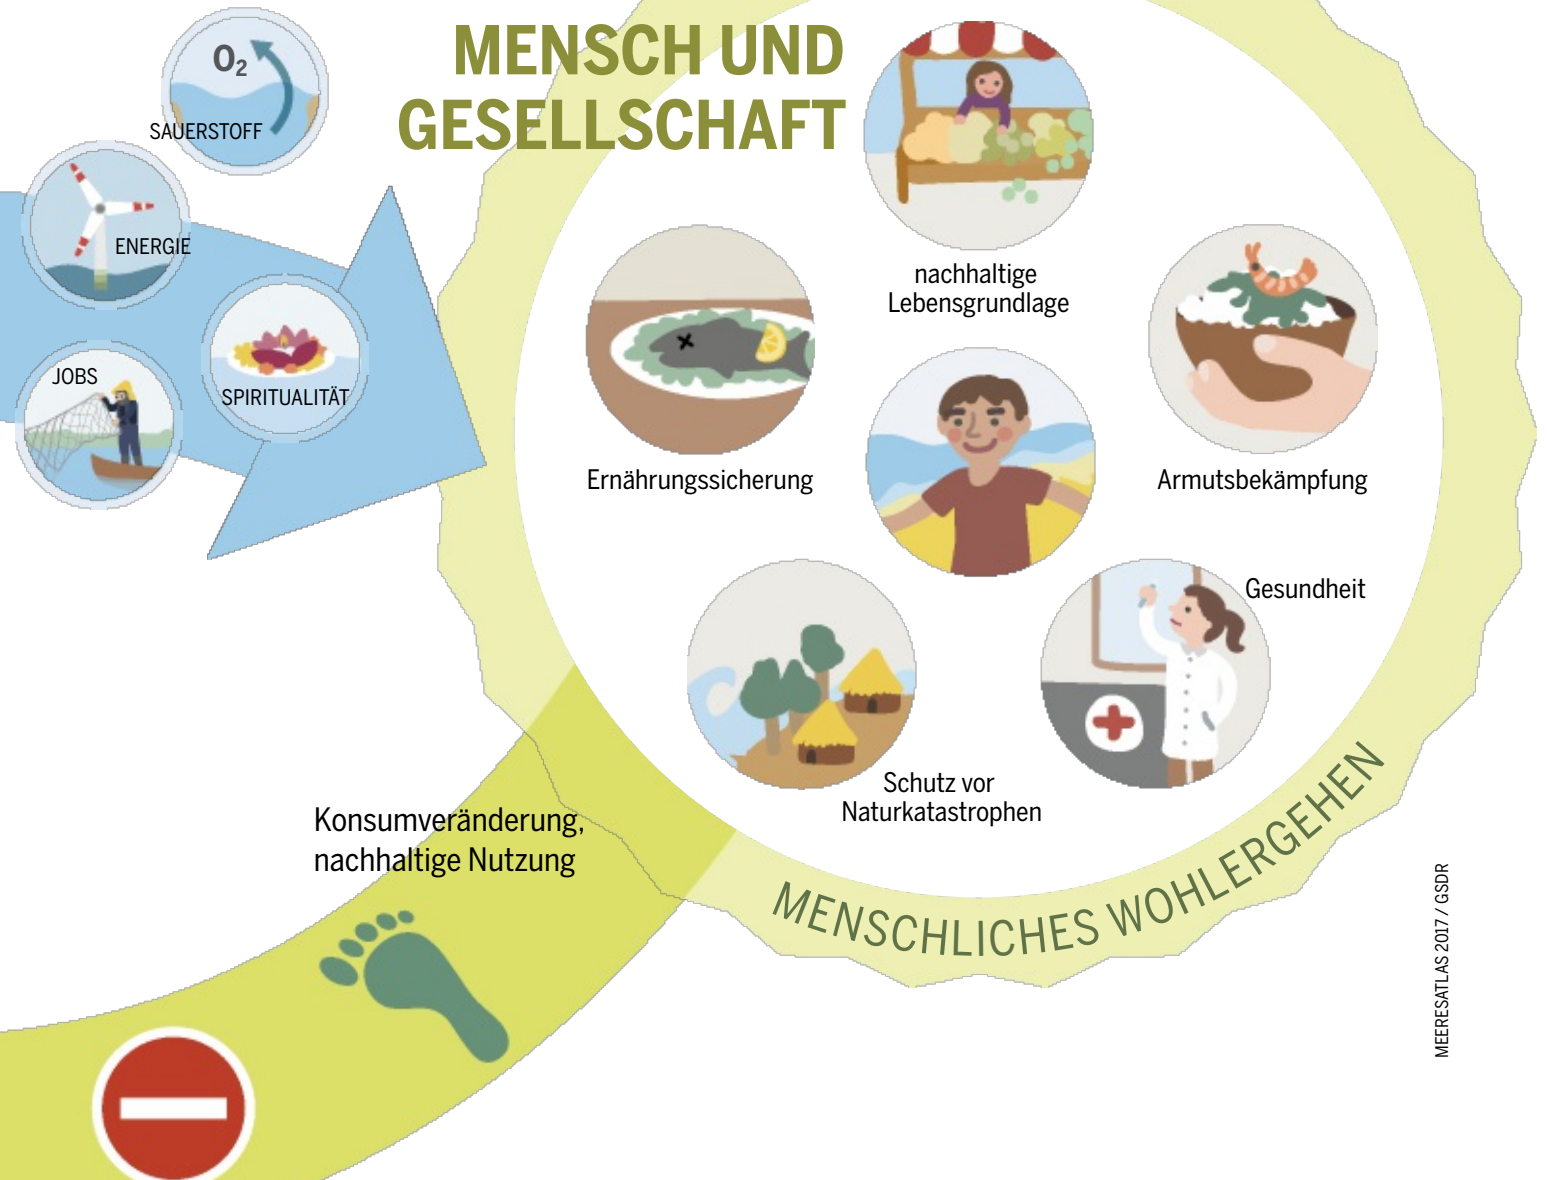 MENSCH UND
GESELLSCHAFT
O₂
SAUERSTOFF
ENERGIE
JOBS
SPIRITUALITÄT
nachhaltige
Lebensgrundlage
Ernährungssicherung
Armutsbekämpfung
Gesundheit
Schutz vor
Naturkatastrophen
Konsumveränderung,
nachhaltige Nutzung
MENSCHLICHES WOHLERGEHEN
MEERESATLAS 2017 / GSDR